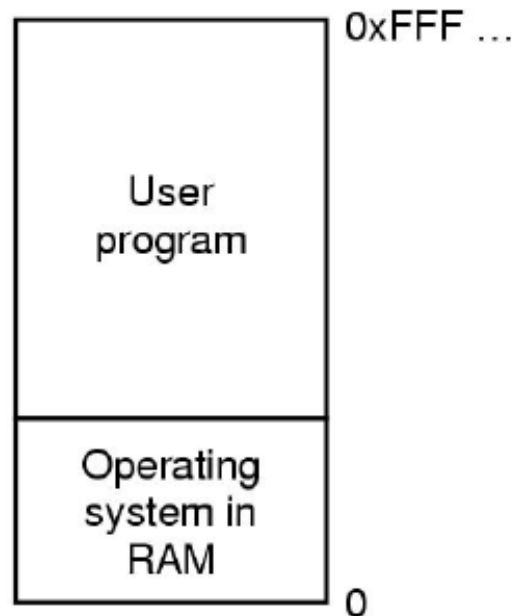 0xFFF ...
User
program
Operating
system in
RAM
0